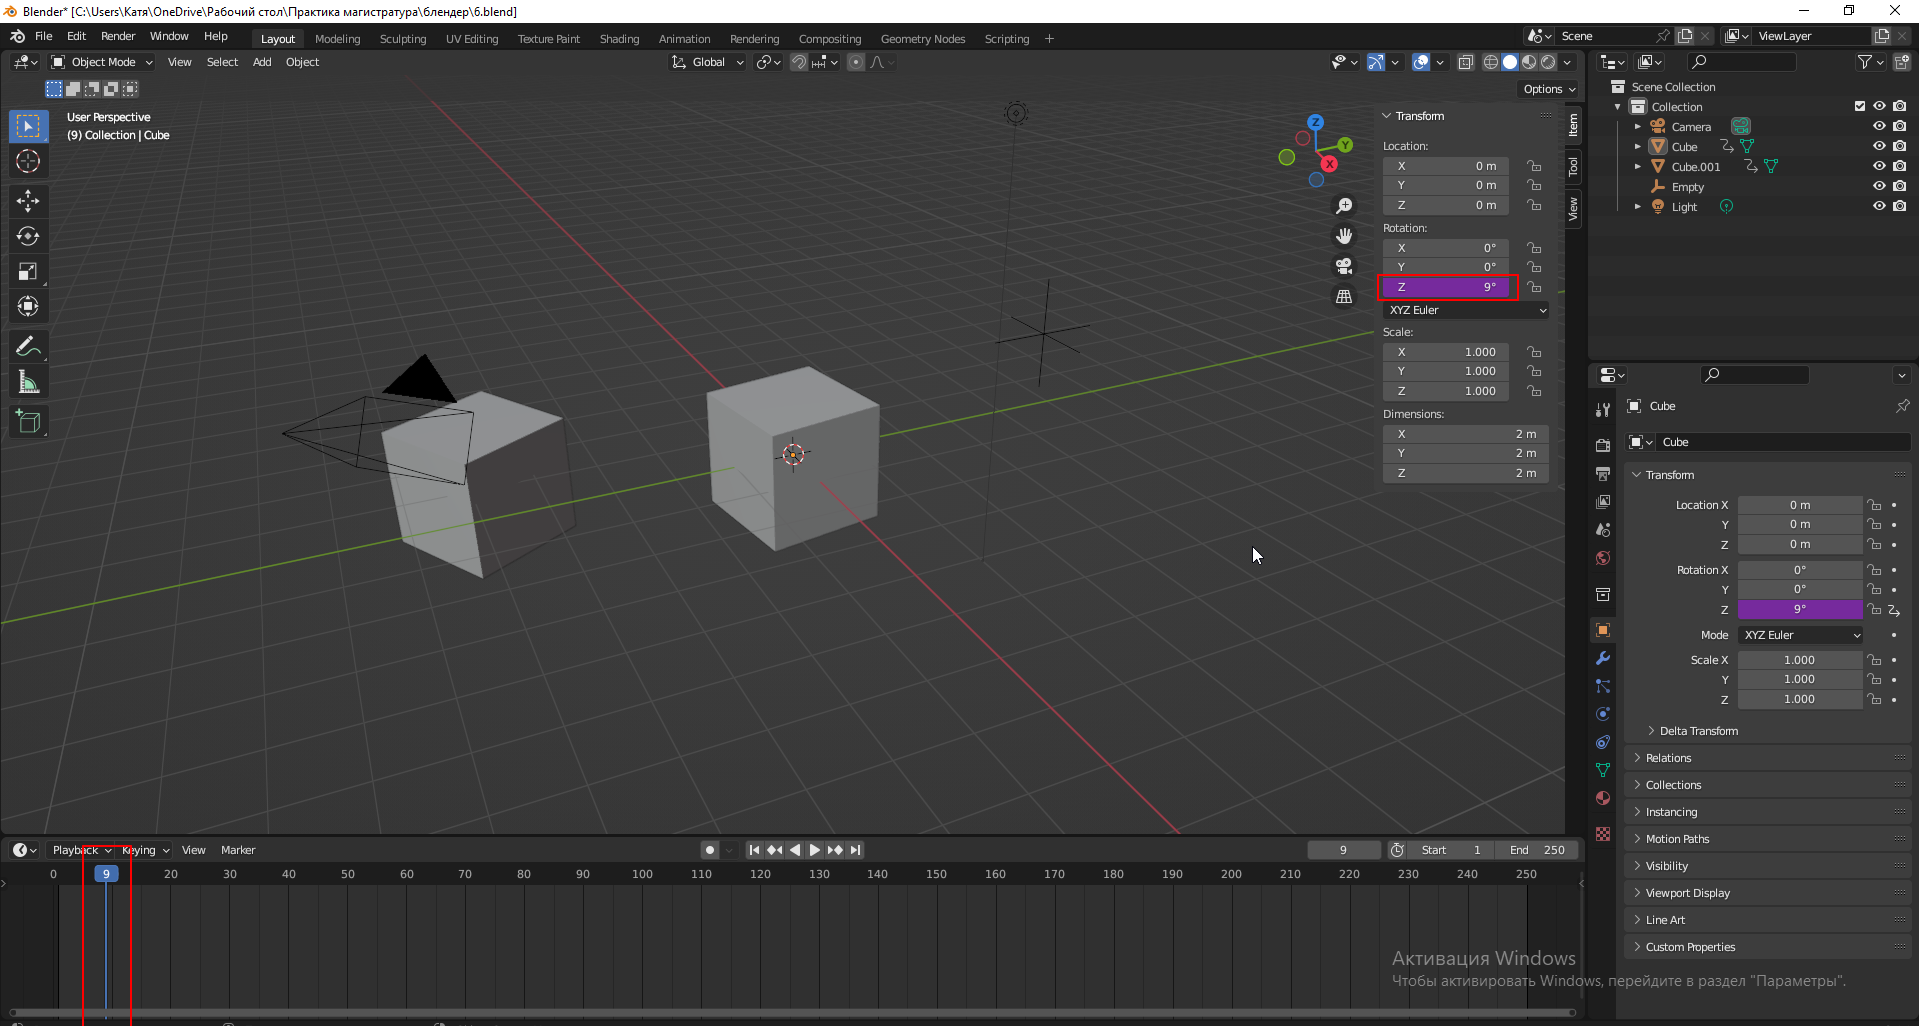 Blender* [C:\Users\Катя\OneDrive\Рабочий стол\Практика магистратура\блендер\6.blend]
File Edit Render Window Help Layout Modeling Sculpting UV Editing Texture Paint Shading Animation Rendering Compositing Geometry Nodes Scripting + Scene ViewLayer
Object Mode View Select Add Object Global
Options
User Perspective
(9) Collection | Cube
Z
Y
X
Transform
Location:
X 0 m
Y 0 m
Z 0 m
Rotation:
X 0°
Y 0°
Z 9°
XYZ Euler
Scale:
X 1.000
Y 1.000
Z 1.000
Dimensions:
X 2 m
Y 2 m
Z 2 m
Item
Tool
View
Scene Collection
Collection
Camera
Cube
Cube.001
Empty
Light
Cube
Cube
Transform
Location X 0 m
Y 0 m
Z 0 m
Rotation X 0°
Y 0°
Z 9°
Mode XYZ Euler
Scale X 1.000
Y 1.000
Z 1.000
Delta Transform
Relations
Collections
Instancing
Motion Paths
Visibility
Viewport Display
Line Art
Custom Properties
Playback Keying View Marker 9 Start 1 End 250
0 9 20 30 40 50 60 70 80 90 100 110 120 130 140 150 160 170 180 190 200 210 220 230 240 250
Активация Windows
Чтобы активировать Windows, перейдите в раздел "Параметры".